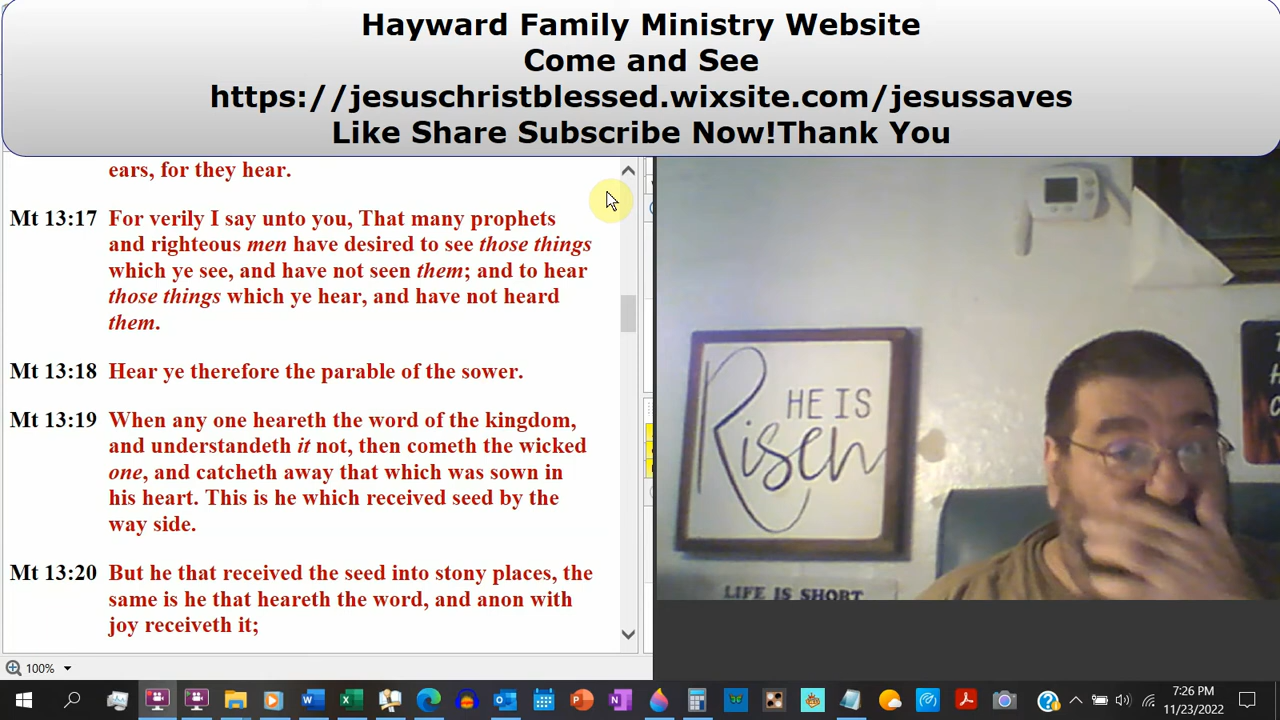 Hayward Family Ministry Website
Come and See
https://jesuschristblessed.wixsite.com/jesussaves
Like Share Subscribe Now!Thank You
ears, for they hear.
Mt 13:17 For verily I say unto you, That many prophets
and righteous men have desired to see those things
which ye see, and have not seen them; and to hear
those things which ye hear, and have not heard
them.
Mt 13:18 Hear ye therefore the parable of the sower.
Mt 13:19 When any one heareth the word of the kingdom,
and understandeth it not, then cometh the wicked
one, and catcheth away that which was sown in
his heart. This is he which received seed by the
way side.
Mt 13:20 But he that received the seed into stony places, the
same is he that heareth the word, and anon with
joy receiveth it;
HE IS
Risen
LIFE IS SHORT
100%
7:26 PM
11/23/2022